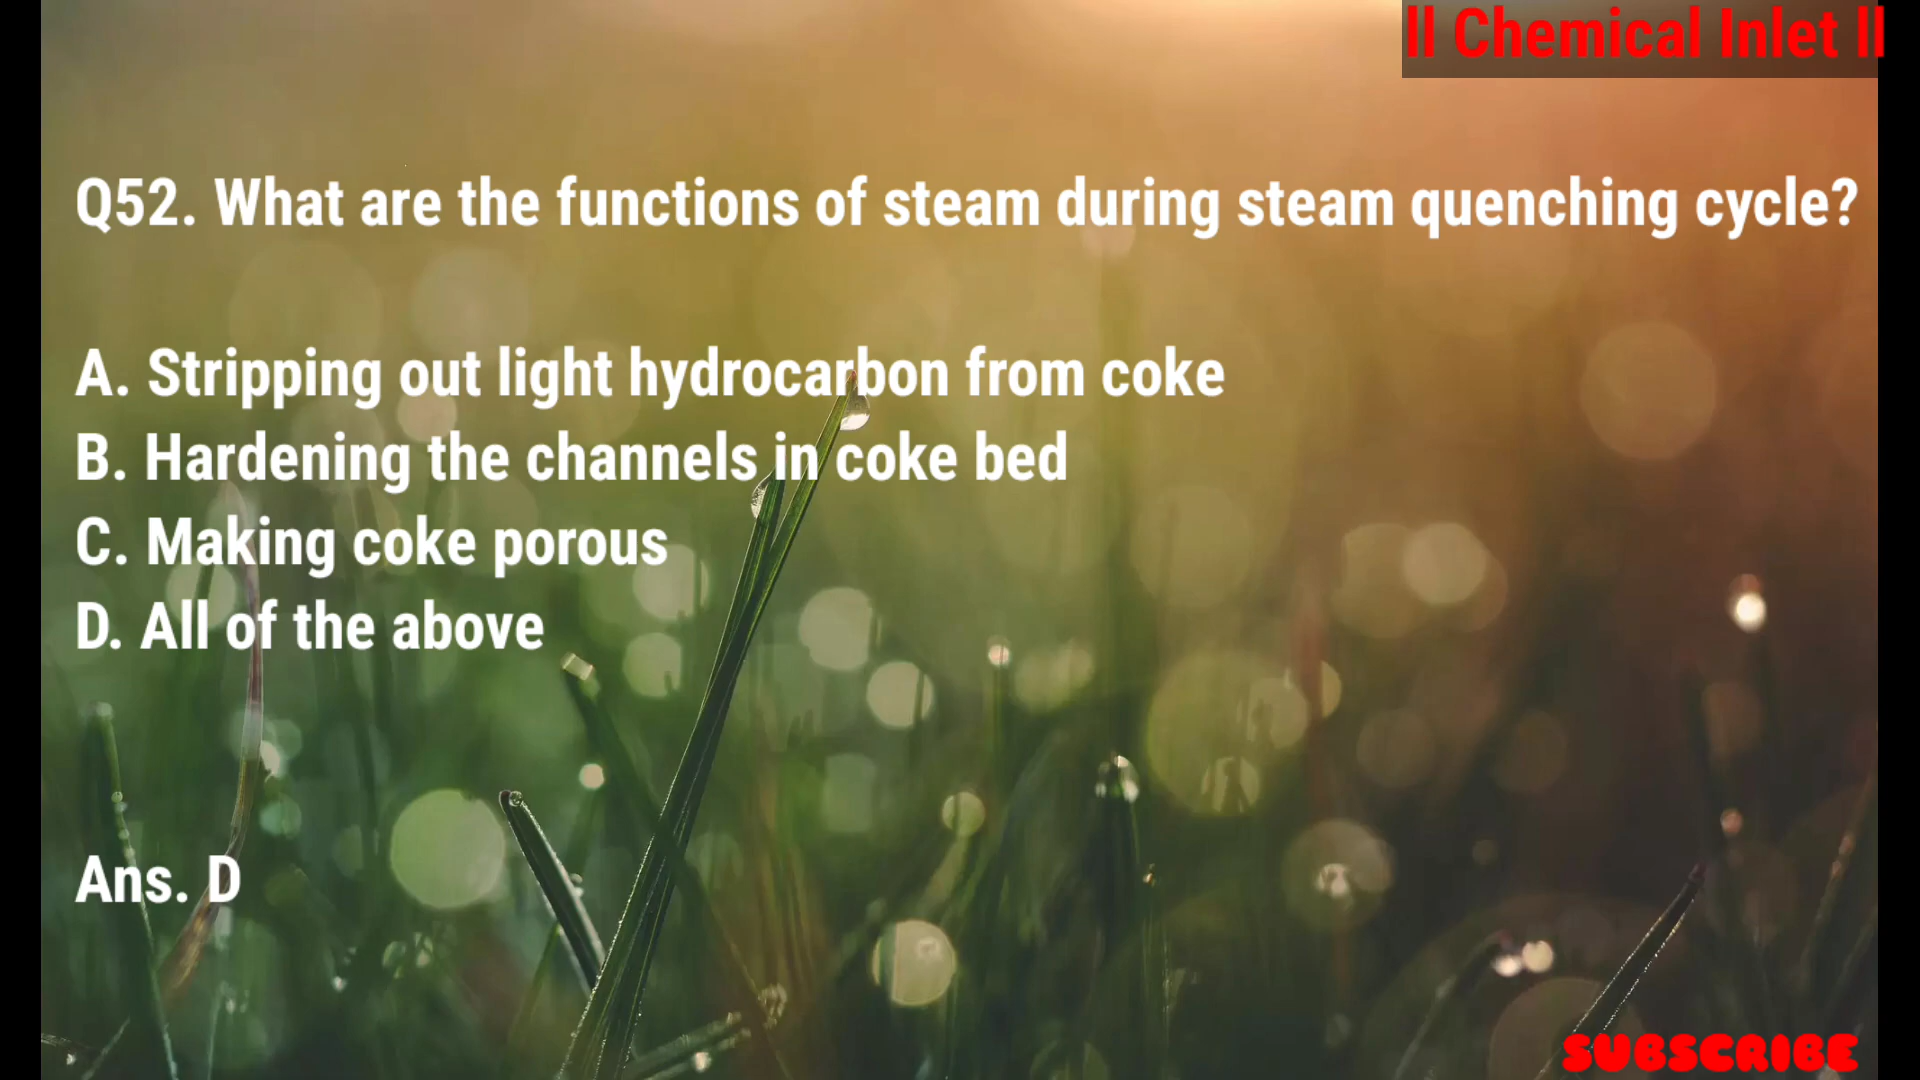 ll Chemical Inlet ll
Q52. What are the functions of steam during steam quenching cycle?
A. Stripping out light hydrocarbon from coke
B. Hardening the channels in coke bed
C. Making coke porous
D. All of the above
Ans. D
SUBSCRIBE